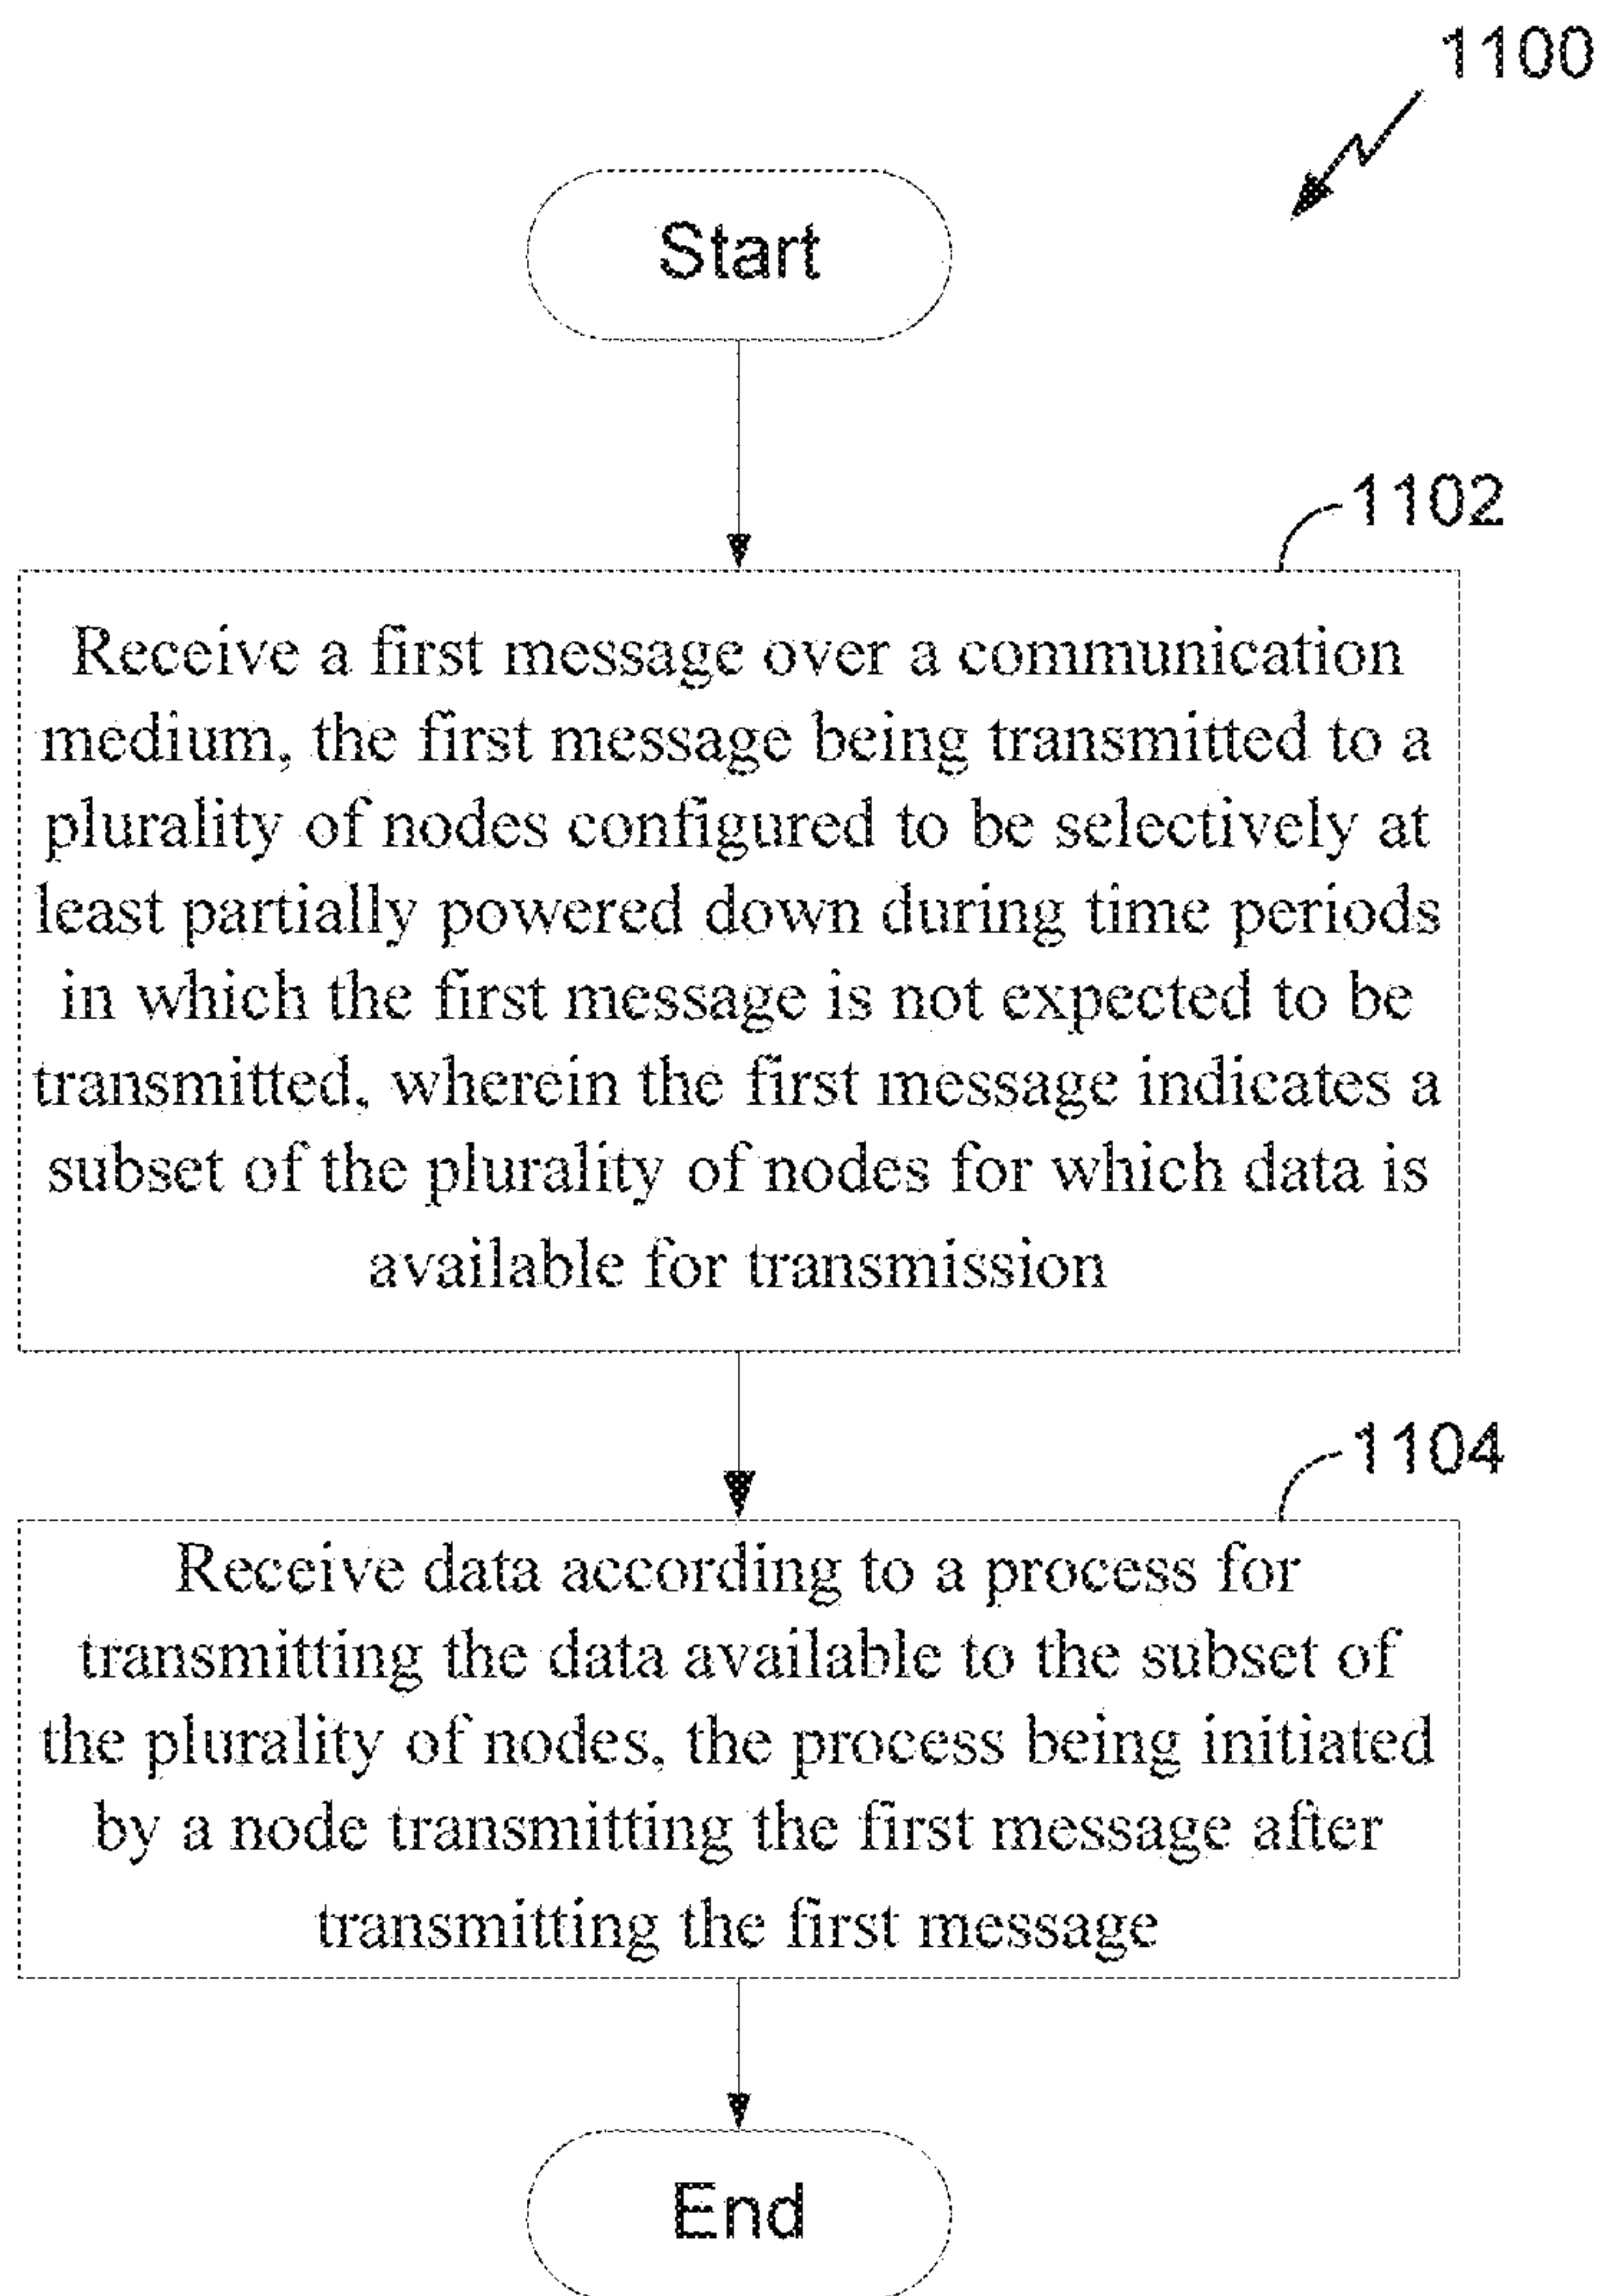 1100
Start
1102
Receive a first message over a communication
medium, the first message being transmitted to a
plurality of nodes configured to be selectively at
least partially powered down during time periods
in which the first message is not expected to be
transmitted, wherein the first message indicates a
subset of the plurality of nodes for which data is
available for transmission
1104
Receive data according to a process for
transmitting the data available to the subset of
the plurality of nodes, the process being initiated
by a node transmitting the first message after
transmitting the first message
End